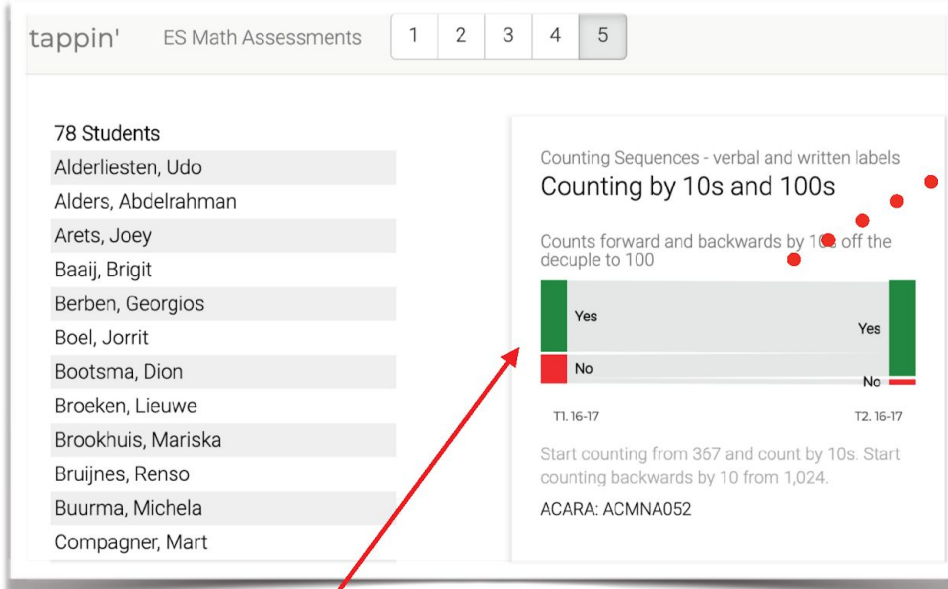 tappin' ES Math Assessments 1 2 3 4 5
78 Students
Alderliesten, Udo
Alders, Abdelrahman
Arets, Joey
Baaij, Brigit
Berben, Georgios
Boel, Jorrit
Bootsma, Dion
Broeken, Lieuwe
Brookhuis, Mariska
Bruijnes, Renso
Buurma, Michela
Compagner, Mart
Counting Sequences - verbal and written labels
Counting by 10s and 100s
Counts forward and backwards by 10s off the
decuple to 100
Yes
Yes
No
No
T1. 16-17
T2. 16-17
Start counting from 367 and count by 10s. Start
counting backwards by 10 from 1,024.
ACARA: ACMNA052